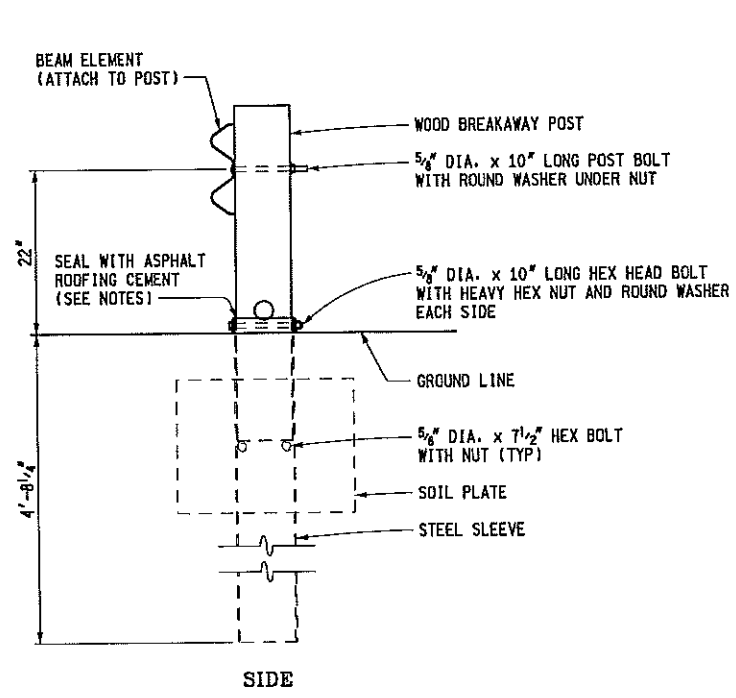 BEAM ELEMENT
(ATTACH TO POST)
WOOD BREAKAWAY POST
5/8" DIA. x 10" LONG POST BOLT
WITH ROUND WASHER UNDER NUT
22"
SEAL WITH ASPHALT
ROOFING CEMENT
(SEE NOTES)
5/8" DIA. x 10" LONG HEX HEAD BOLT
WITH HEAVY HEX NUT AND ROUND WASHER
EACH SIDE
GROUND LINE
5/8" DIA. x 7 1/2" HEX BOLT
WITH NUT (TYP)
4'-8 1/4"
SOIL PLATE
STEEL SLEEVE
SIDE